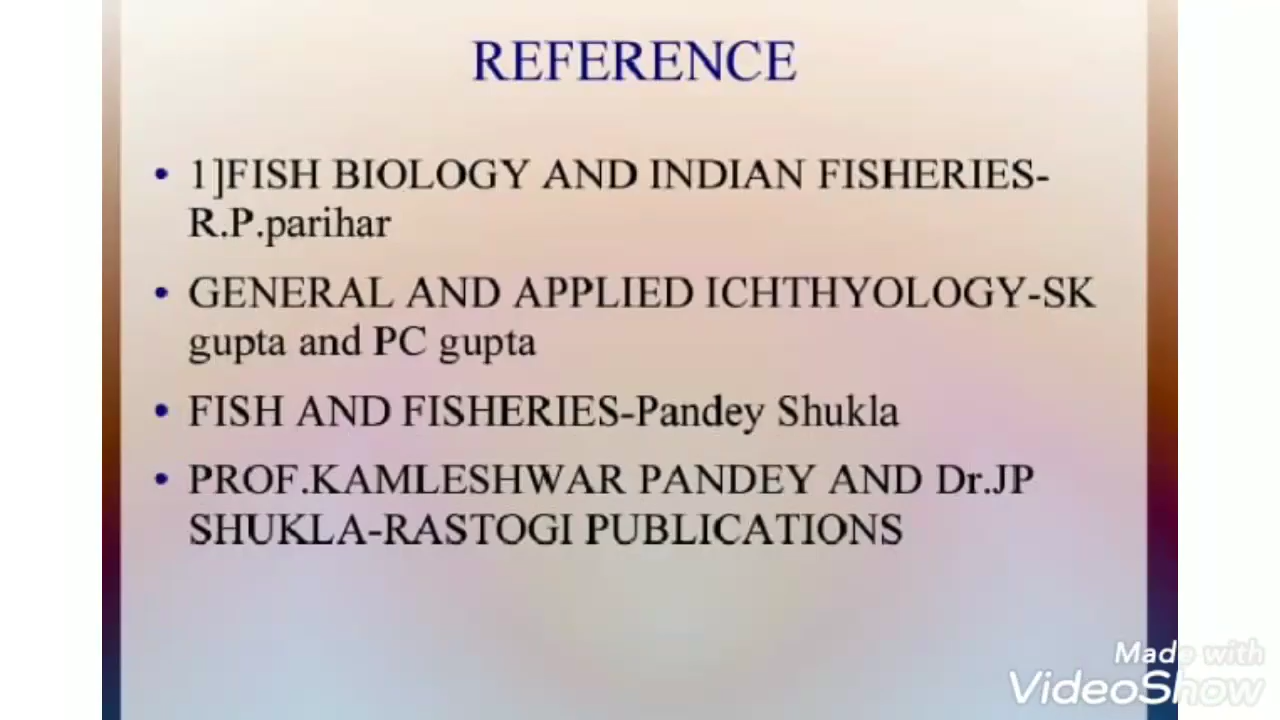 REFERENCE
• 1]FISH BIOLOGY AND INDIAN FISHERIES-
R.P.parihar
• GENERAL AND APPLIED ICHTHYOLOGY-SK
gupta and PC gupta
• FISH AND FISHERIES-Pandey Shukla
• PROF.KAMLESHWAR PANDEY AND Dr.JP
SHUKLA-RASTOGI PUBLICATIONS
Made with
VideoShow